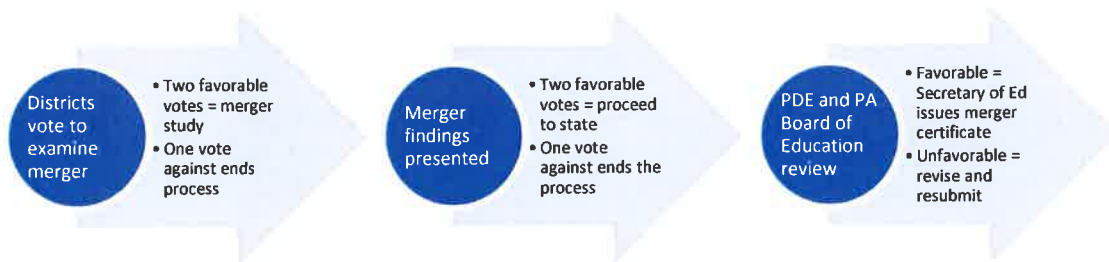 Districts
vote to
examine
merger
• Two favorable
votes = merger
study
• One vote
against ends
process
Merger
findings
presented
• Two favorable
votes = proceed
to state
• One vote
against ends the
process
PDE and PA
Board of
Education
review
• Favorable =
Secretary of Ed
issues merger
certificate
• Unfavorable =
revise and
resubmit